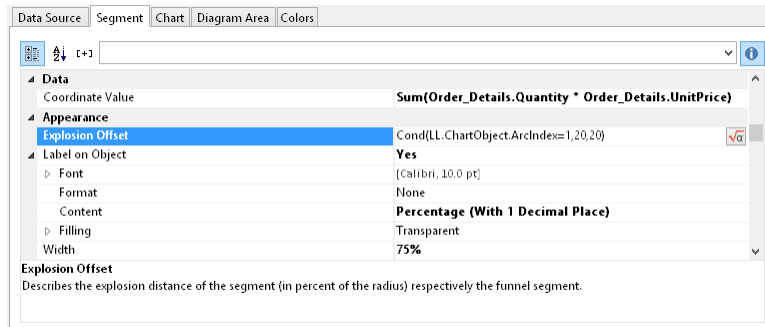 Data Source Segment Chart Diagram Area Colors
Data
Coordinate Value Sum(Order_Details.Quantity * Order_Details.UnitPrice)
Appearance
Explosion Offset Cond(LL.ChartObject.ArcIndex=1,20,20)
Label on Object Yes
Font [Calibri, 10.0 pt]
Format None
Content Percentage (With 1 Decimal Place)
Filling Transparent
Width 75%
Explosion Offset
Describes the explosion distance of the segment (in percent of the radius) respectively the funnel segment.